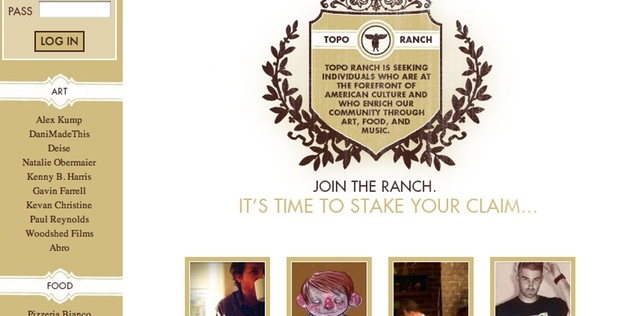 PASS
LOG IN
ART
Alex Kump
DaniMadeThis
Deise
Natalie Obermaier
Kenny B. Harris
Gavin Farrell
Kevan Christine
Paul Reynolds
Woodshed Films
Abro
FOOD
Pizzeria Bianco
TOPO RANCH
TOPO RANCH IS SEEKING
INDIVIDUALS WHO ARE AT
THE FOREFRONT OF
AMERICAN CULTURE AND
WHO ENRICH OUR
COMMUNITY THROUGH
ART, FOOD, AND
MUSIC.
JOIN THE RANCH.
IT'S TIME TO STAKE YOUR CLAIM...